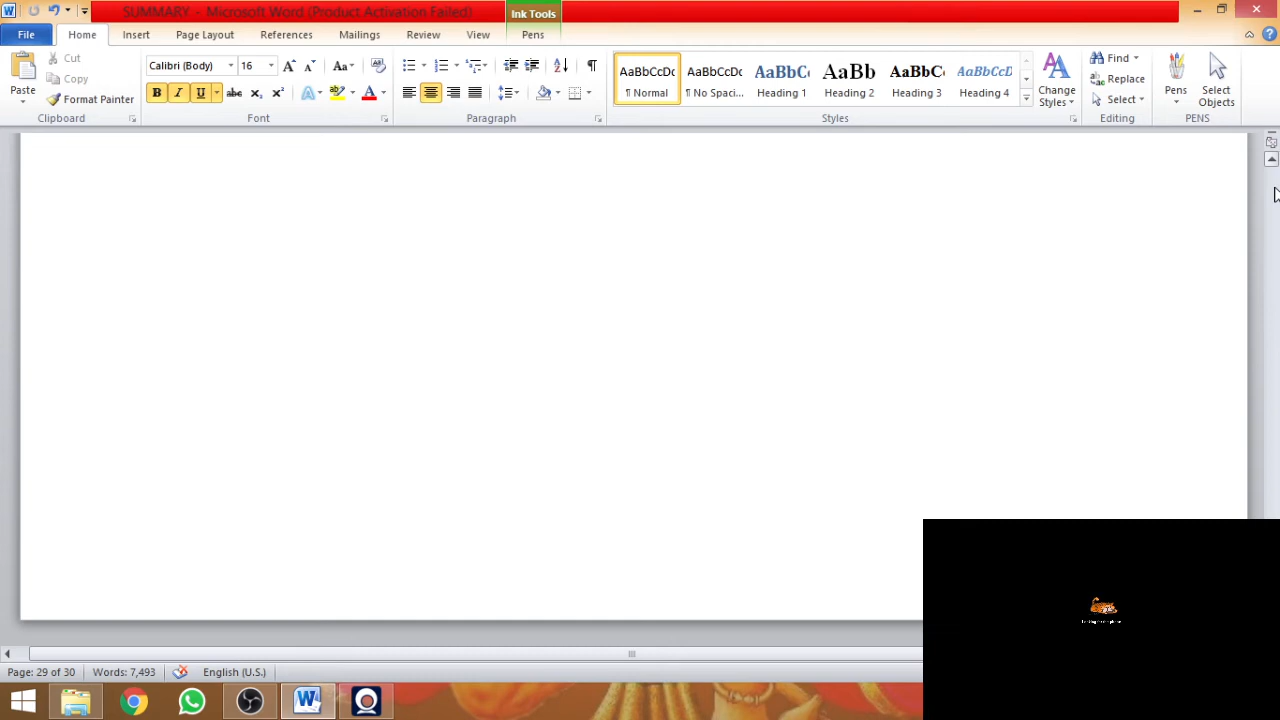 SUMMARY - Microsoft Word (Product Activation Failed)
Ink Tools
File
Home
Insert
Page Layout
References
Mailings
Review
View
Pens
Paste
Cut
Copy
Format Painter
Clipboard
Calibri (Body)
16
Font
Paragraph
AaBbCcDc
¶ Normal
AaBbCcDc
¶ No Spaci...
AaBbC
Heading 1
AaBbCc
Heading 2
AaBb
AaBbC
Heading 3
AaBbCcD
Heading 4
Change
Styles
Styles
Find
Replace
Select
Editing
Pens
Select
Objects
PENS
Page: 29 of 30
Words: 7,493
English (U.S.)